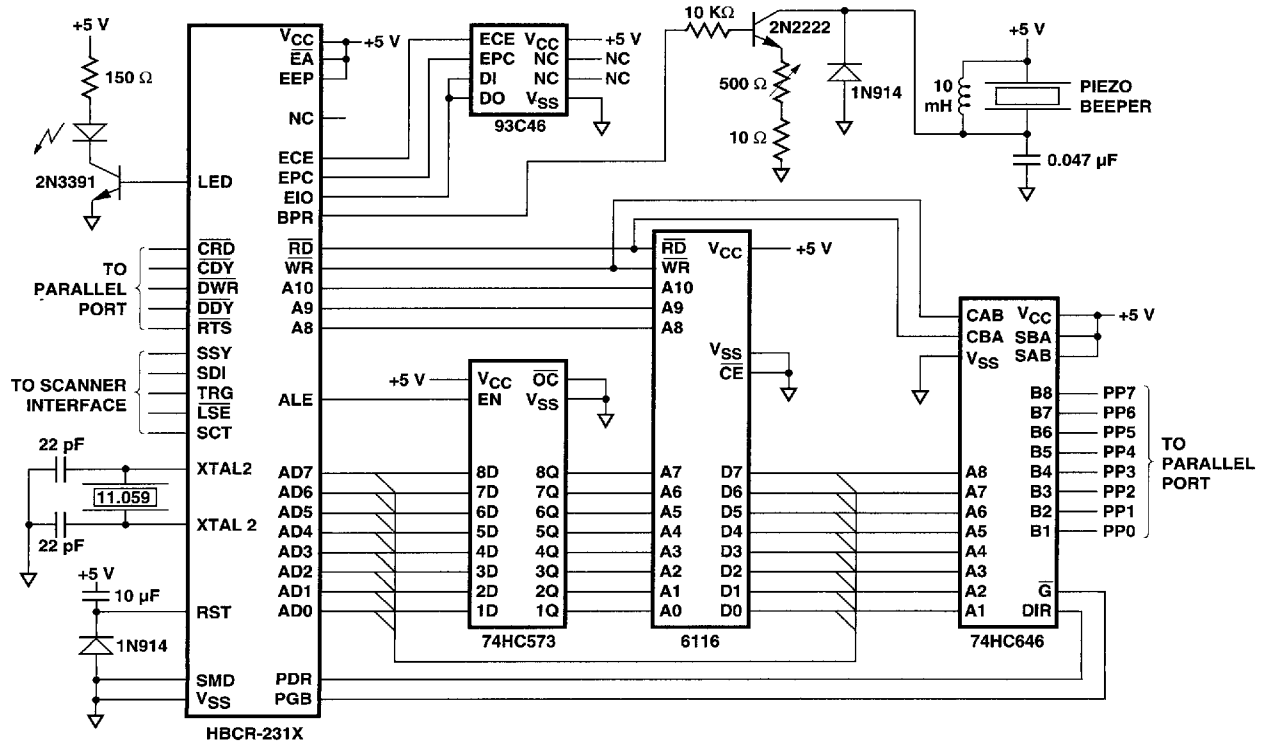 +5 V
150 Ω
2N3391
LED
VCC
+5 V
EA
EEP
NC
ECE
EPC
EIO
BPR
ECE VCC +5 V
EPC NC NC
DI NC NC
DO VSS
93C46
10 KΩ
2N2222
500 Ω
10 Ω
1N914
+5 V
10 mH
PIEZO BEEPER
0.047 µF
TO PARALLEL PORT
CRD
CDY
DWR
DDY
RTS
TO SCANNER INTERFACE
SSY
SDI
TRG
LSE
SCT
RD
WR
A10
A9
A8
RD
WR
A10
A9
A8
VCC +5 V
VSS
CE
+5 V
VCC OC
EN VSS
ALE
CAB VCC +5 V
CBA SBA
VSS SAB
22 pF
XTAL2
11.059
XTAL 2
22 pF
AD7
AD6
AD5
AD4
AD3
AD2
AD1
AD0
8D 8Q
7D 7Q
6D 6Q
5D 5Q
4D 4Q
3D 3Q
2D 2Q
1D 1Q
74HC573
A7 D7
A6 D6
A5 D5
A4 D4
A3 D3
A2 D2
A1 D1
A0 D0
6116
A8
A7
A6
A5
A4
A3
A2
A1
B8 PP7
B7 PP6
B6 PP5
B5 PP4
B4 PP3
B3 PP2
B2 PP1
B1 PP0
TO PARALLEL PORT
G
DIR
74HC646
+5 V
10 µF
RST
1N914
SMD
VSS
PDR
PGB
HBCR-231X